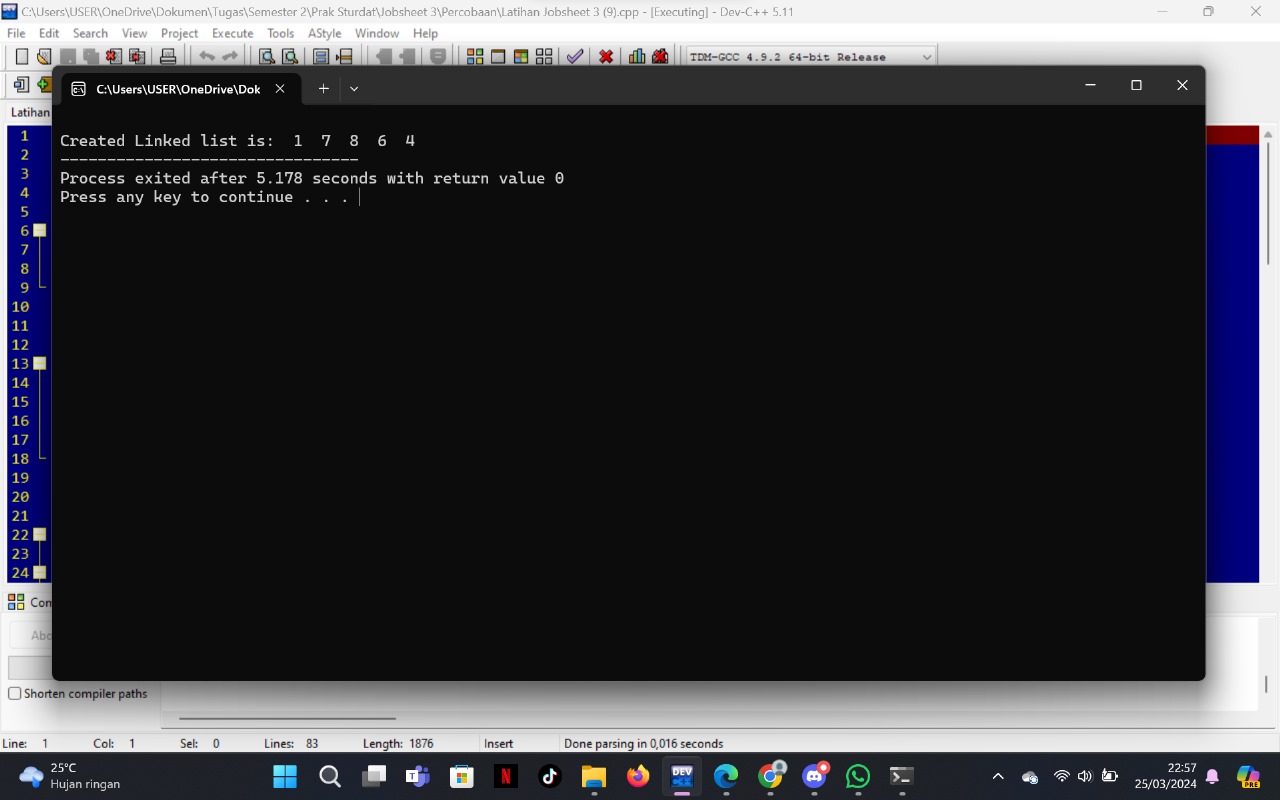 C:\Users\USER\OneDrive\Dokumen\Tugas\Semester 2\Prak Sturdat\Jobsheet 3\Percobaan\Latihan Jobsheet 3 (9).cpp - [Executing] - Dev-C++ 5.11
File Edit Search View Project Execute Tools AStyle Window Help
TDM-GCC 4.9.2 64-bit Release
C:\Users\USER\OneDrive\Dok
Latihan
Created Linked list is: 1 7 8 6 4
--------------------------------
Process exited after 5.178 seconds with return value 0
Press any key to continue . . .
1
2
3
4
5
6
7
8
9
10
11
12
13
14
15
16
17
18
19
20
21
22
23
24
Com
Abo
Shorten compiler paths
Line: 1 Col: 1 Sel: 0 Lines: 83 Length: 1876 Insert Done parsing in 0,016 seconds
25°C
Hujan ringan
DEV
N
T
PRE
22:57
25/03/2024